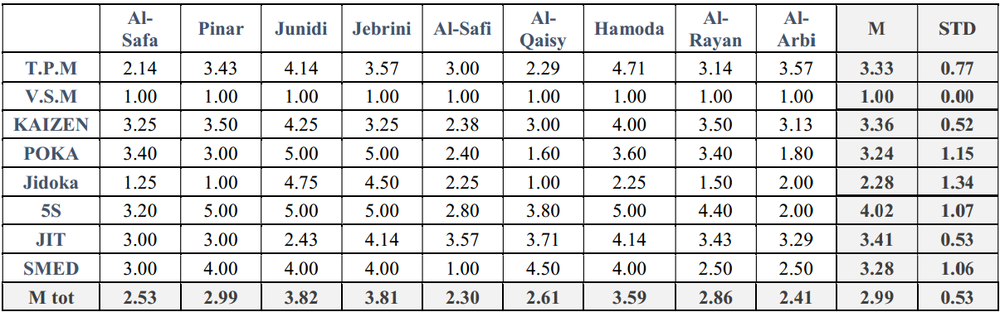 Al-Safa Pinar Junidi Jebrini Al-Safi Al-Qaisy Hamoda Al-Rayan Al-Arbi M STD
T.P.M 2.14 3.43 4.14 3.57 3.00 2.29 4.71 3.14 3.57 3.33 0.77
V.S.M 1.00 1.00 1.00 1.00 1.00 1.00 1.00 1.00 1.00 1.00 0.00
KAIZEN 3.25 3.50 4.25 3.25 2.38 3.00 4.00 3.50 3.13 3.36 0.52
POKA 3.40 3.00 5.00 5.00 2.40 1.60 3.60 3.40 1.80 3.24 1.15
Jidoka 1.25 1.00 4.75 4.50 2.25 1.00 2.25 1.50 2.00 2.28 1.34
5S 3.20 5.00 5.00 5.00 2.80 3.80 5.00 4.40 2.00 4.02 1.07
JIT 3.00 3.00 2.43 4.14 3.57 3.71 4.14 3.43 3.29 3.41 0.53
SMED 3.00 4.00 4.00 4.00 1.00 4.50 4.00 2.50 2.50 3.28 1.06
M tot 2.53 2.99 3.82 3.81 2.30 2.61 3.59 2.86 2.41 2.99 0.53